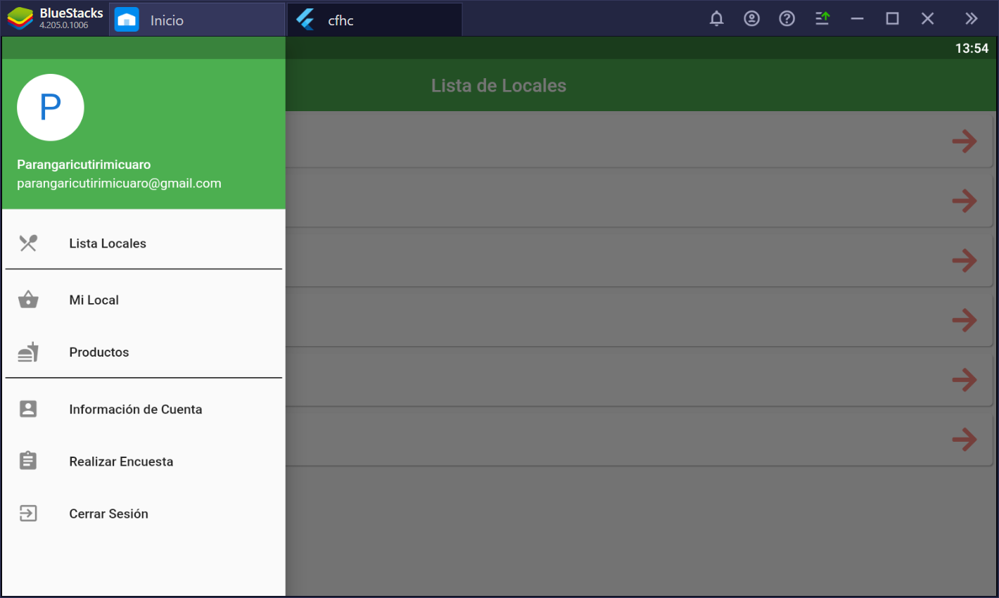 BlueStacks
4.205.0.1006
Inicio
cfhc
13:54
Lista de Locales
P
Parangaricutirimicuaro
parangaricutirimicuaro@gmail.com
Lista Locales
Mi Local
Productos
Información de Cuenta
Realizar Encuesta
Cerrar Sesión